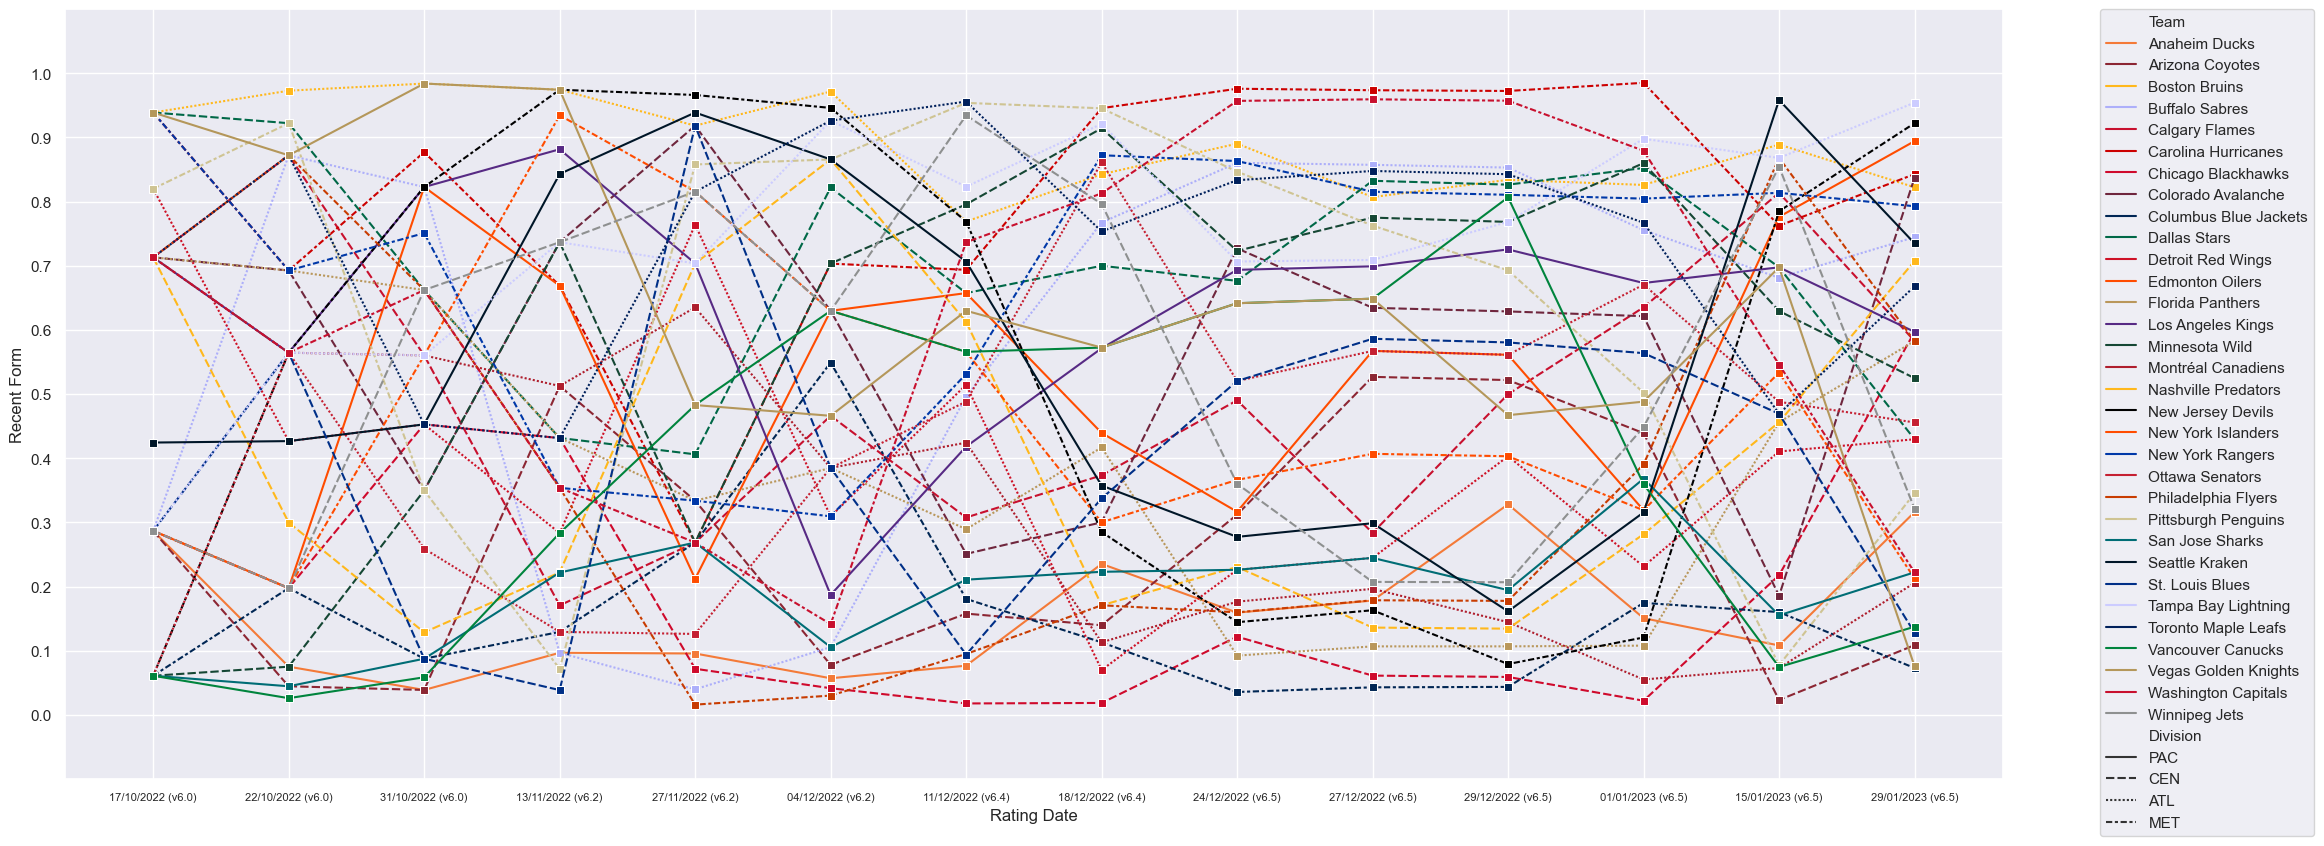 Team
Anaheim Ducks
Arizona Coyotes
Boston Bruins
Buffalo Sabres
Calgary Flames
Carolina Hurricanes
Chicago Blackhawks
Colorado Avalanche
Columbus Blue Jackets
Dallas Stars
Detroit Red Wings
Edmonton Oilers
Florida Panthers
Los Angeles Kings
Minnesota Wild
Montréal Canadiens
Nashville Predators
New Jersey Devils
New York Islanders
New York Rangers
Ottawa Senators
Philadelphia Flyers
Pittsburgh Penguins
San Jose Sharks
Seattle Kraken
St. Louis Blues
Tampa Bay Lightning
Toronto Maple Leafs
Vancouver Canucks
Vegas Golden Knights
Washington Capitals
Winnipeg Jets
Division
PAC
CEN
ATL
MET
Recent Form
1.0
0.9
0.8
0.7
0.6
0.5
0.4
0.3
0.2
0.1
0.0
17/10/2022 (v6.0) 22/10/2022 (v6.0) 31/10/2022 (v6.0) 13/11/2022 (v6.2) 27/11/2022 (v6.2) 04/12/2022 (v6.2) 11/12/2022 (v6.4) 18/12/2022 (v6.4) 24/12/2022 (v6.5) 27/12/2022 (v6.5) 29/12/2022 (v6.5) 01/01/2023 (v6.5) 15/01/2023 (v6.5) 29/01/2023 (v6.5)
Rating Date